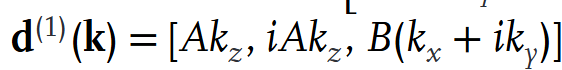 d⁽¹⁾(k) = [Ak_z, iAk_z, B(k_x + ik_y)]